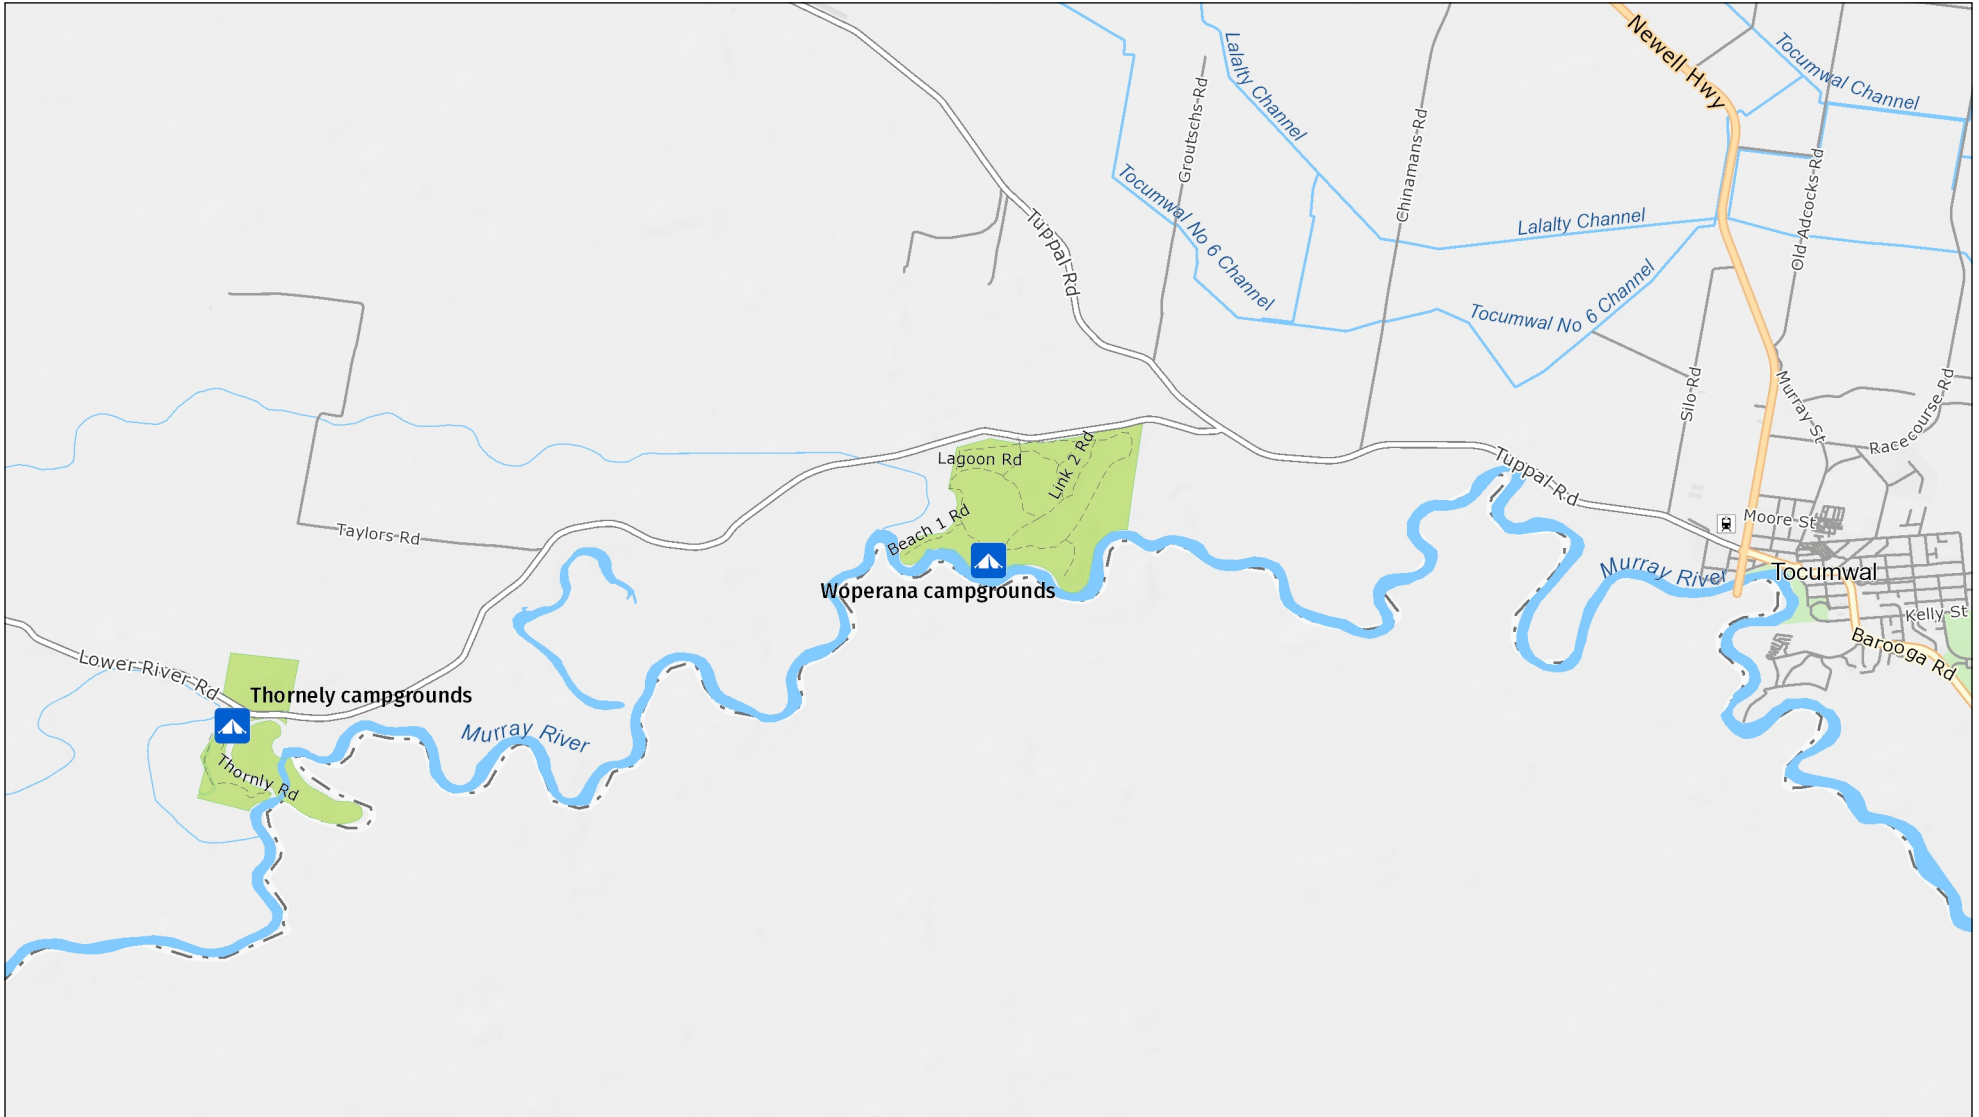 Newell Hwy
Tocumwal Channel
Lalalty Channel
Groutschs-Rd
Chinamans-Rd
Old-Adcocks-Rd
Tocumwal No 6 Channel
Lalalty Channel
Tuppal-Rd
Tocumwal No 6 Channel
Silo-Rd
Murray-St
Racecourse-Rd
Lagoon Rd
Link 2 Rd
Tuppal-Rd
Beach 1 Rd
Taylors Rd
Moore St
Murray River
Tocumwal
Woperana campgrounds
Kelly St
Barooga Rd
Lower River Rd
Thornely campgrounds
Murray River
Thornly Rd